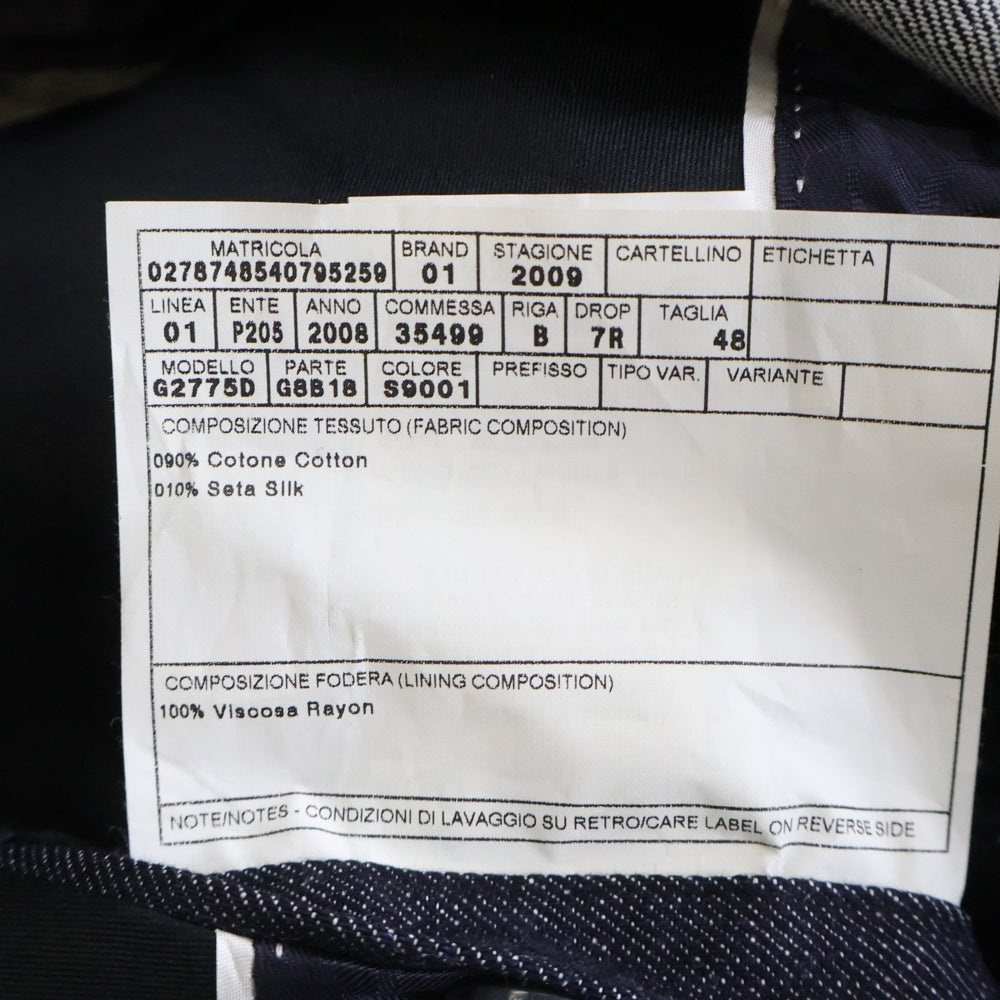 MATRICOLA BRAND STAGIONE CARTELLINO ETICHETTA
0278748540795259 01 2009
LINEA ENTE ANNO COMMESSA RIGA DROP TAGLIA
01 P205 2008 35499 B 7R 48
MODELLO PARTE COLORE PREFISSO TIPO VAR. VARIANTE
G2775D G8B18 S9001
COMPOSIZIONE TESSUTO (FABRIC COMPOSITION)
090% Cotone Cotton
010% Seta Silk
COMPOSIZIONE FODERA (LINING COMPOSITION)
100% Viscosa Rayon
NOTE/NOTES - CONDIZIONI DI LAVAGGIO SU RETRO/CARE LABEL ON REVERSE SIDE